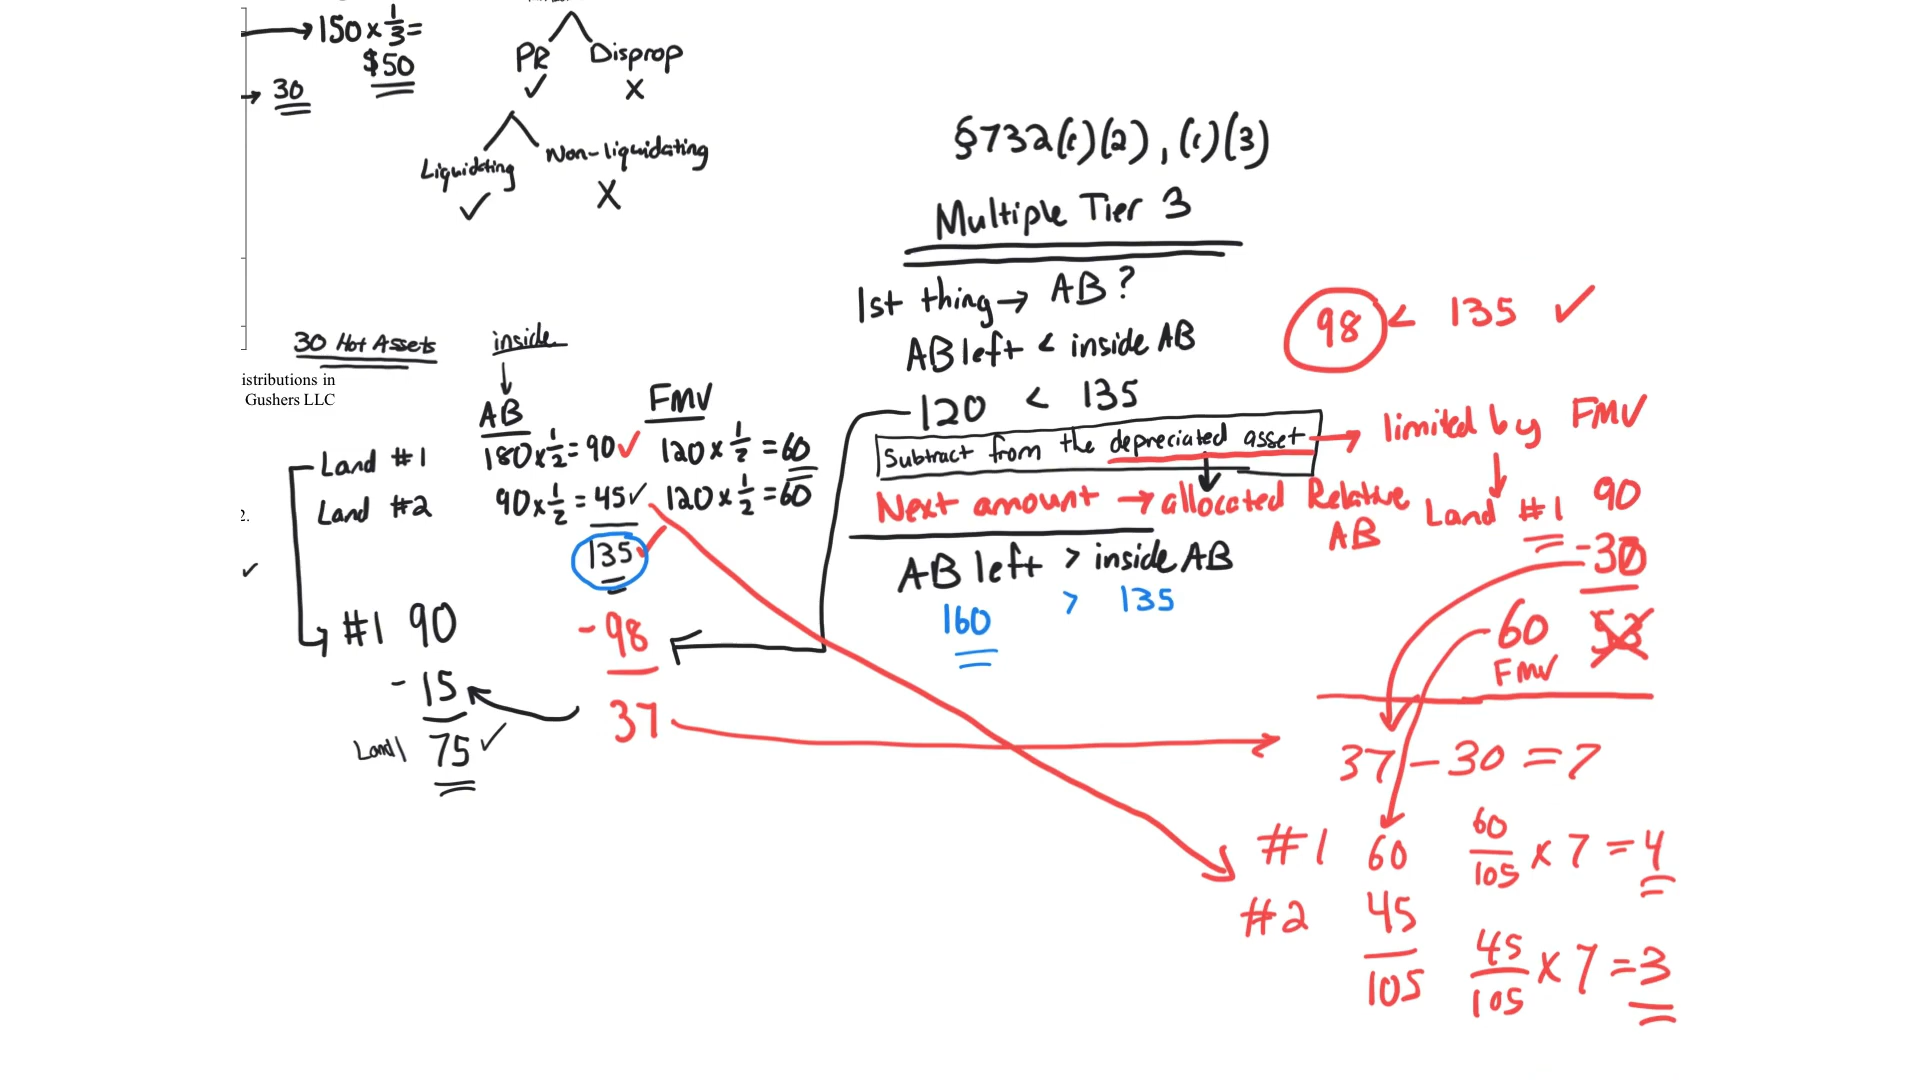 → 150 x 1/3 =
$50
→ 30
PR Disprop
✓ X
Liquidating Non-liquidating
✓ X
§732(c)(2), (c)(3)
Multiple Tier 3
1st thing → AB?
AB left < inside AB
120 < 135
Subtract from the depreciated asset → limited by FMV
Next amount → allocated Relative AB
AB left > inside AB
160 > 135
98 < 135 ✓
30 Hot Assets
inside
AB FMV
istributions in
Gushers LLC
Land #1 180 x 1/2 = 90 ✓ 120 x 1/2 = 60
Land #2 90 x 1/2 = 45 ✓ 120 x 1/2 = 60
135 ✓
2.
✓
#1 90
- 15
Land 1 75 ✓
- 98
37
Land #1 90
- 30
60 53
FMV
37 - 30 = 7
#1 60 60/105 x 7 = 4
#2 45 45/105 x 7 = 3
105